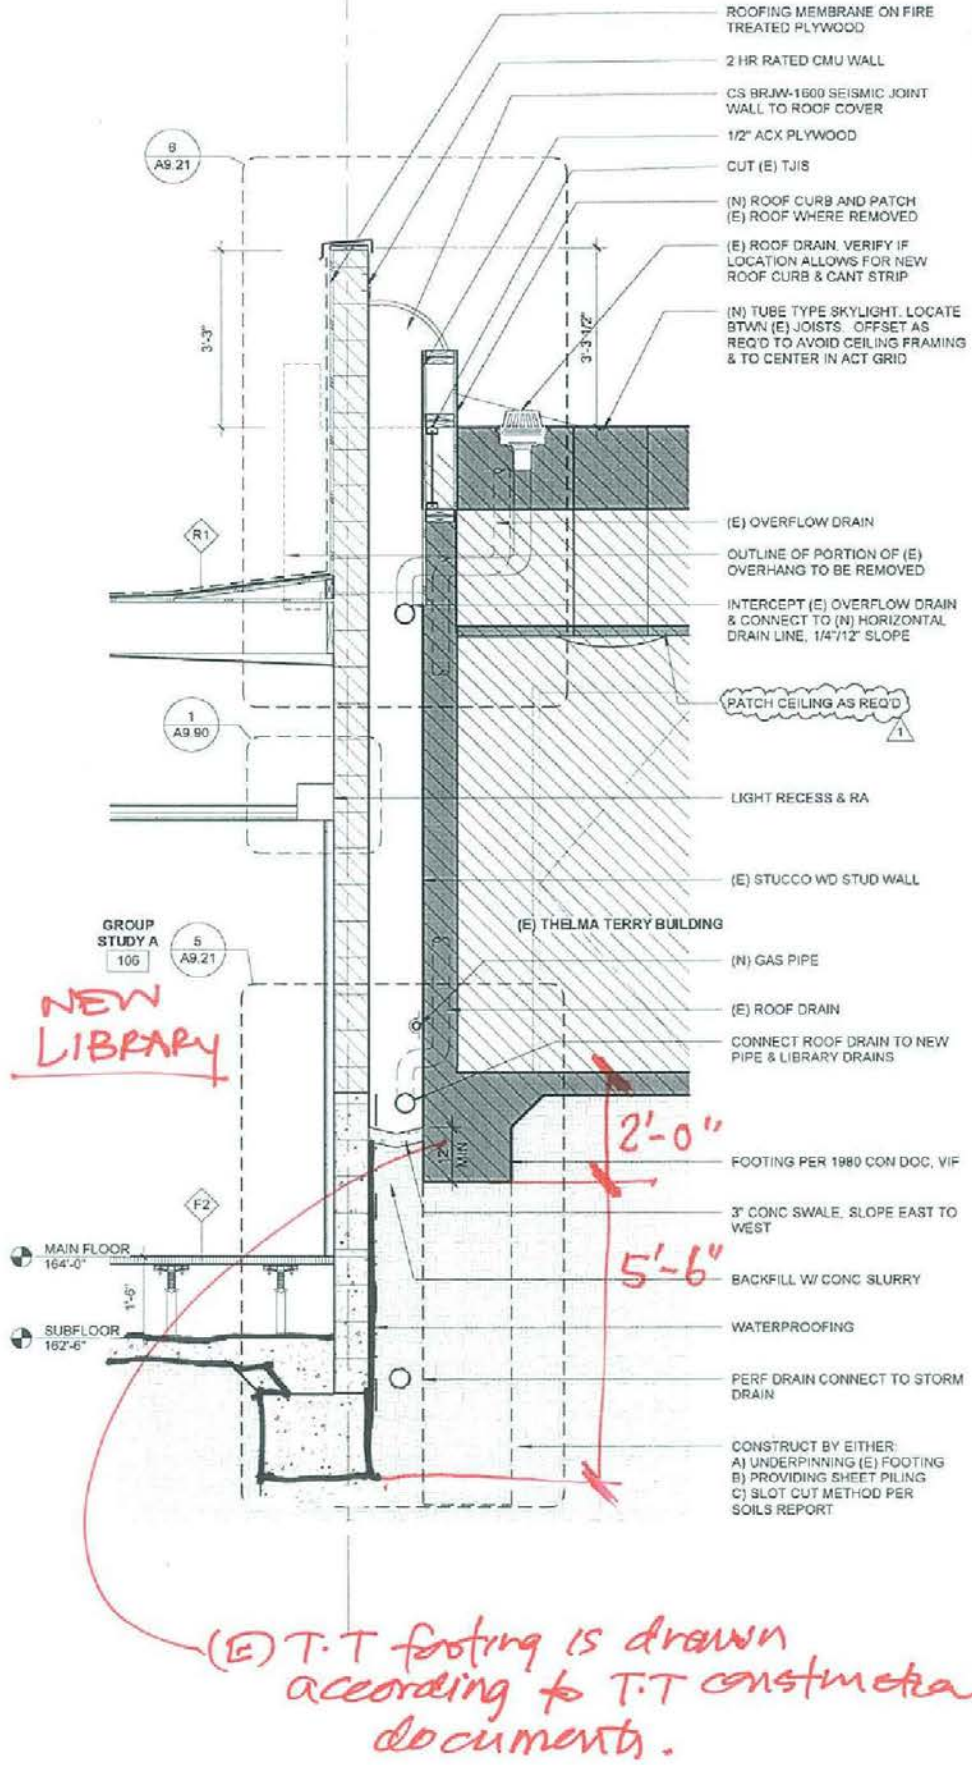 ROOFING MEMBRANE ON FIRE
TREATED PLYWOOD
2 HR RATED CMU WALL
CS BRJW-1600 SEISMIC JOINT
WALL TO ROOF COVER
1/2" ACX PLYWOOD
CUT (E) TJIS
(N) ROOF CURB AND PATCH
(E) ROOF WHERE REMOVED
(E) ROOF DRAIN. VERIFY IF
LOCATION ALLOWS FOR NEW
ROOF CURB & CANT STRIP
(N) TUBE TYPE SKYLIGHT. LOCATE
BTWN (E) JOISTS. OFFSET AS
REQ'D TO AVOID CEILING FRAMING
& TO CENTER IN ACT GRID
6
A9.21
3'-3"
3'-3 1/2"
R1
(E) OVERFLOW DRAIN
OUTLINE OF PORTION OF (E)
OVERHANG TO BE REMOVED
INTERCEPT (E) OVERFLOW DRAIN
& CONNECT TO (N) HORIZONTAL
DRAIN LINE, 1/4"/12" SLOPE
PATCH CEILING AS REQ'D
1
1
A9.90
LIGHT RECESS & RA
(E) STUCCO WD STUD WALL
(E) THELMA TERRY BUILDING
GROUP
STUDY A
106
5
A9.21
(N) GAS PIPE
(E) ROOF DRAIN
CONNECT ROOF DRAIN TO NEW
PIPE & LIBRARY DRAINS
NEW
LIBRARY
2'-0"
12"
MIN
FOOTING PER 1980 CON DOC, VIF
3" CONC SWALE, SLOPE EAST TO
WEST
F2
5'-6"
BACKFILL W/ CONC SLURRY
MAIN FLOOR
164'-0"
1'-6"
SUBFLOOR
162'-6"
WATERPROOFING
PERF DRAIN CONNECT TO STORM
DRAIN
CONSTRUCT BY EITHER:
A) UNDERPINNING (E) FOOTING
B) PROVIDING SHEET PILING
C) SLOT CUT METHOD PER
SOILS REPORT
(E) T.T footing is drawn
according to T.T construction
documents.